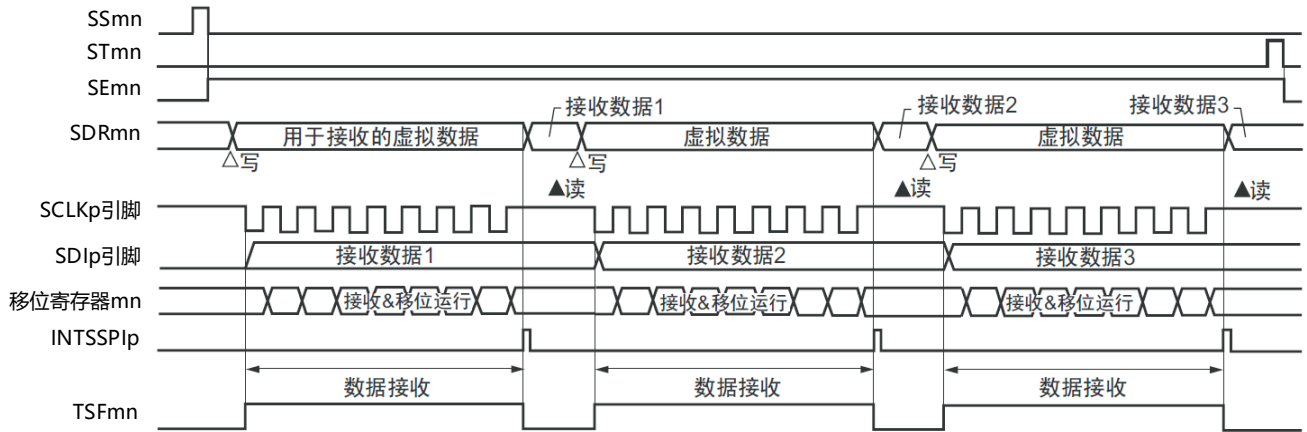 SSmn
STmn
SEmn
接收数据1 接收数据2 接收数据3
SDRmn 用于接收的虚拟数据 虚拟数据 虚拟数据
△写 △写 △写
▲读 ▲读 ▲读
SCLKp引脚
SDIp引脚 接收数据1 接收数据2 接收数据3
移位寄存器mn 接收&移位运行 接收&移位运行 接收&移位运行
INTSSPIp
数据接收 数据接收 数据接收
TSFmn